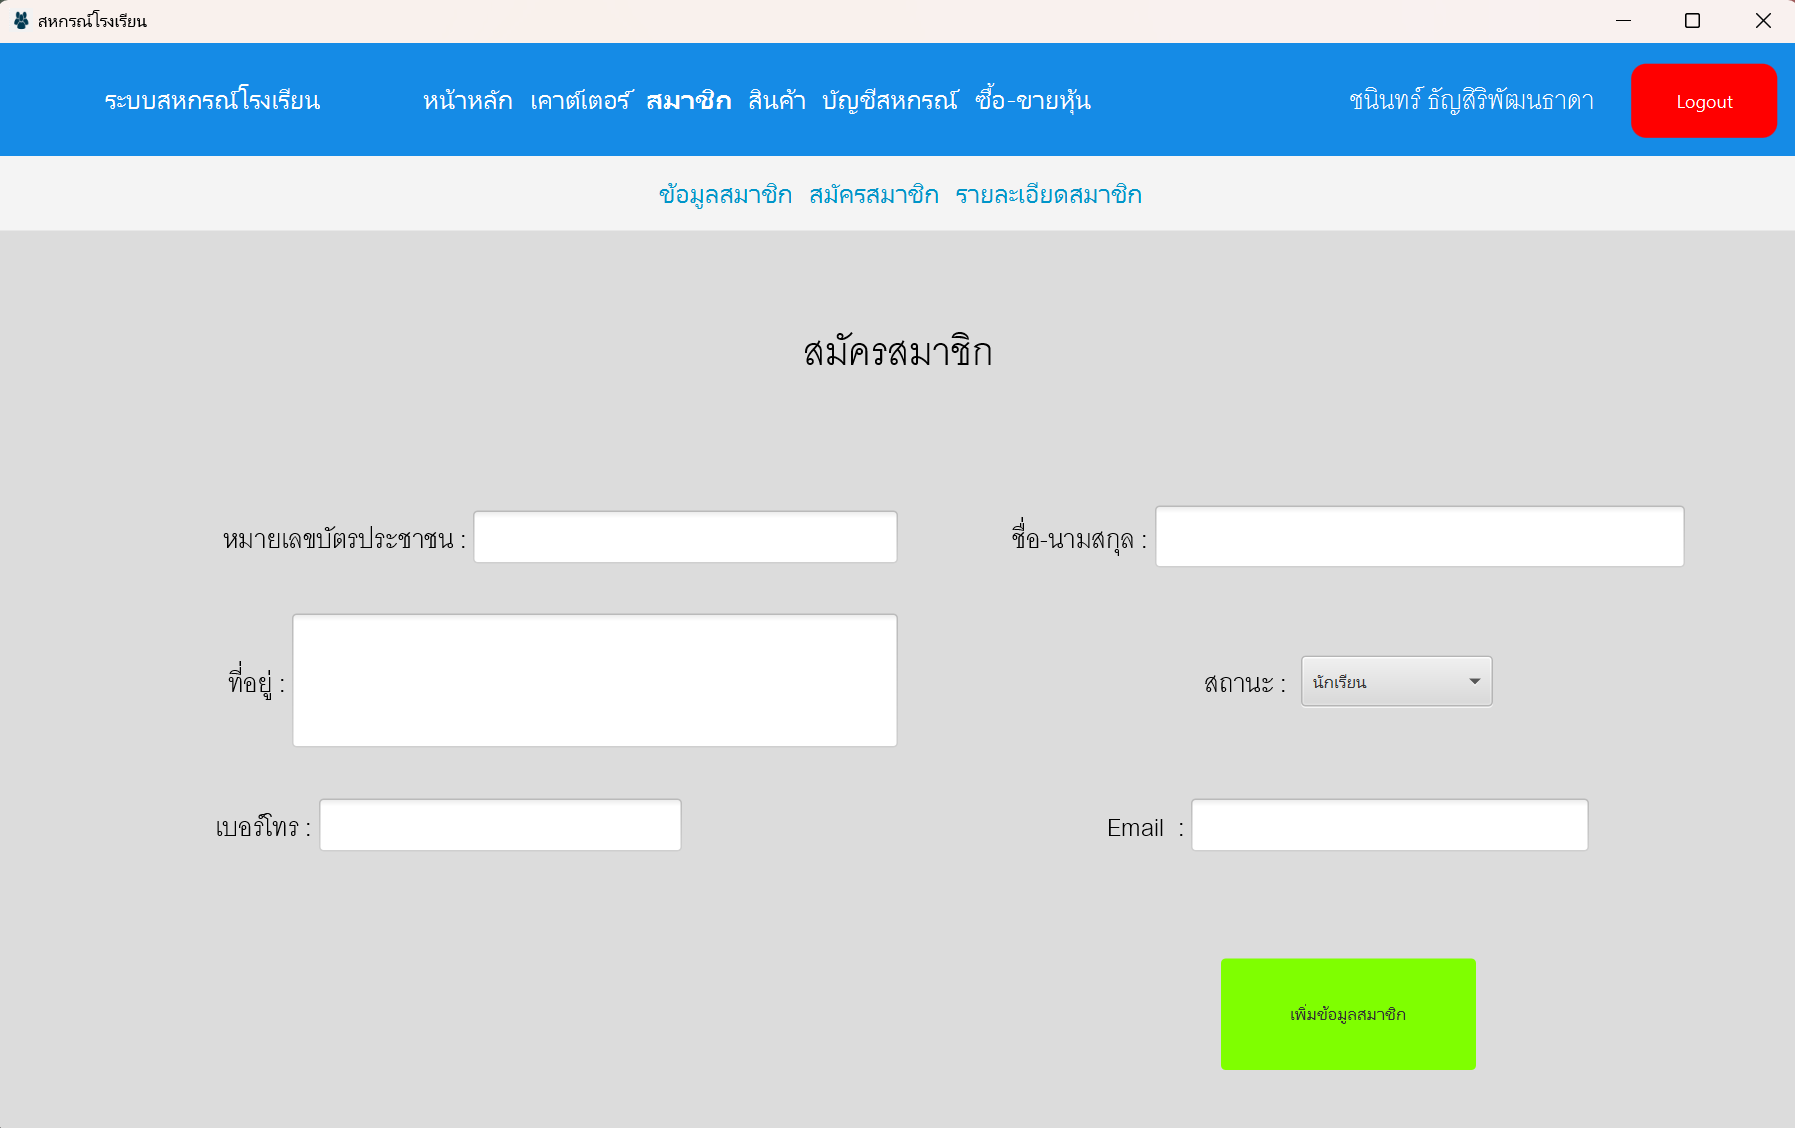 สหกรณ์โรงเรียน
ระบบสหกรณ์โรงเรียน หน้าหลัก เคาต์เตอร์ สมาชิก สินค้า บัญชีสหกรณ์ ซื้อ-ขายหุ้น ชนินทร์ ธัญสิริพัฒนธาดา Logout
ข้อมูลสมาชิก สมัครสมาชิก รายละเอียดสมาชิก
สมัครสมาชิก
หมายเลขบัตรประชาชน : ชื่อ-นามสกุล :
ที่อยู่ : สถานะ : นักเรียน
เบอร์โทร : Email :
เพิ่มข้อมูลสมาชิก